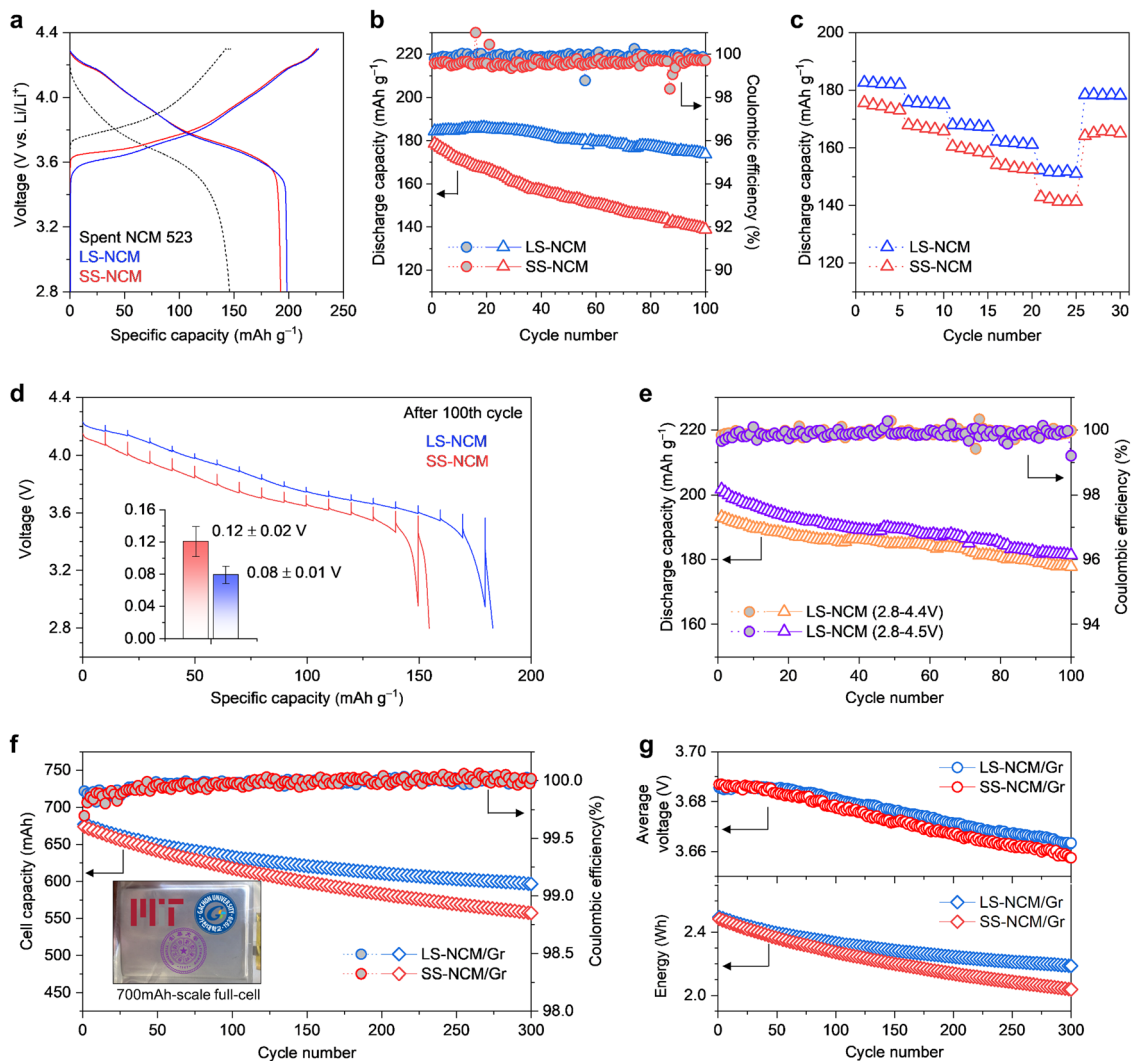 a
4.4
4.0
3.6
3.2
2.8
Voltage (V vs. Li/Li⁺)
Spent NCM 523
LS-NCM
SS-NCM
0 50 100 150 200 250
Specific capacity (mAh g⁻¹)
b
220
200
180
160
140
120
Discharge capacity (mAh g⁻¹)
100
98
96
94
92
90
Coulombic efficiency (%)
LS-NCM
SS-NCM
0 20 40 60 80 100
Cycle number
c
200
180
160
140
120
100
Discharge capacity (mAh g⁻¹)
LS-NCM
SS-NCM
0 5 10 15 20 25 30
Cycle number
d
4.4
4.0
3.6
3.2
2.8
Voltage (V)
After 100th cycle
LS-NCM
SS-NCM
0.16
0.12
0.08
0.04
0.00
0.12 ± 0.02 V
0.08 ± 0.01 V
0 50 100 150 200
Specific capacity (mAh g⁻¹)
e
220
200
180
160
Discharge capacity (mAh g⁻¹)
100
98
96
94
Coulombic efficiency (%)
LS-NCM (2.8-4.4V)
LS-NCM (2.8-4.5V)
0 20 40 60 80 100
Cycle number
f
750
700
650
600
550
500
450
Cell capacity (mAh)
100.0
99.5
99.0
98.5
98.0
Coulombic efficiency(%)
GACHON UNIVERSITY
LS-NCM/Gr
SS-NCM/Gr
700mAh-scale full-cell
0 50 100 150 200 250 300
Cycle number
g
3.70
3.68
3.66
Average
voltage (V)
LS-NCM/Gr
SS-NCM/Gr
2.4
2.0
Energy (Wh)
LS-NCM/Gr
SS-NCM/Gr
0 50 100 150 200 250 300
Cycle number